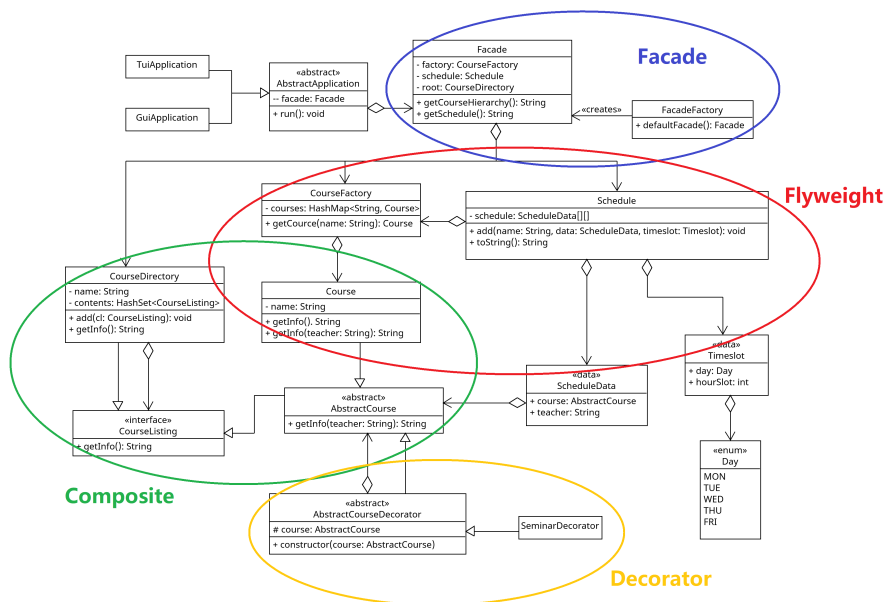 TuiApplication
GuiApplication
«abstract»
AbstractApplication
-- facade: Facade
+ run(): void
Facade
- factory: CourseFactory
- schedule: Schedule
- root: CourseDirectory
+ getCourseHierarchy(): String
+ getSchedule(): String
Facade
«creates»
FacadeFactory
+ defaultFacade(): Facade
CourseFactory
- courses: HashMap<String, Course>
+ getCource(name: String): Course
Schedule
- schedule: ScheduleData[][]
+ add(name: String, data: ScheduleData, timeslot: Timeslot): void
+ toString(): String
Flyweight
CourseDirectory
- name: String
- contents: HashSet<CourseListing>
+ add(cl: CourseListing): void
+ getInfo(): String
Course
- name: String
+ getInfo(). String
+ getInfo(teacher: String): String
«data»
Timeslot
+ day: Day
+ hourSlot: int
«data»
ScheduleData
+ course: AbstractCourse
+ teacher: String
«abstract»
AbstractCourse
+ getInfo(teacher: String): String
«interface»
CourseListing
+ getInfo(): String
«enum»
Day
MON
TUE
WED
THU
FRI
Composite
«abstract»
AbstractCourseDecorator
# course: AbstractCourse
+ constructor(course: AbstractCourse)
SeminarDecorator
Decorator